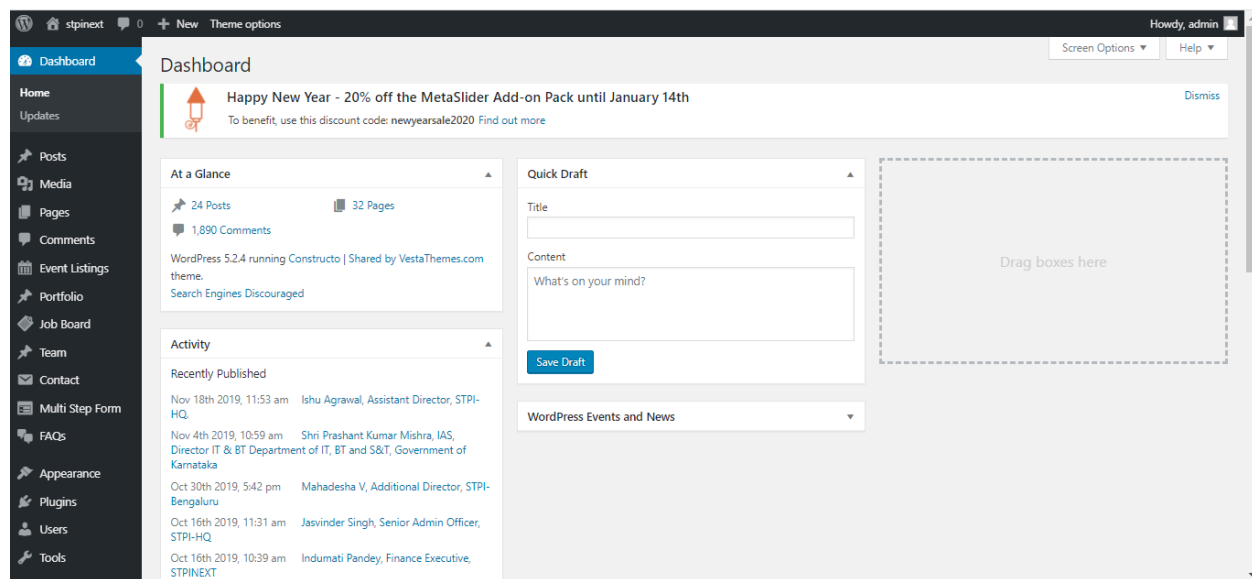 stpinext 0 New Theme options Howdy, admin
Dashboard
Home
Updates
Posts
Media
Pages
Comments
Event Listings
Portfolio
Job Board
Team
Contact
Multi Step Form
FAQs
Appearance
Plugins
Users
Tools
Screen Options Help
Dashboard
Happy New Year - 20% off the MetaSlider Add-on Pack until January 14th
Dismiss
To benefit, use this discount code: newyearsale2020 Find out more
At a Glance
24 Posts 32 Pages
1,890 Comments
WordPress 5.2.4 running Constructo | Shared by VestaThemes.com
theme.
Search Engines Discouraged
Activity
Recently Published
Nov 18th 2019, 11:53 am Ishu Agrawal, Assistant Director, STPI-
HQ.
Nov 4th 2019, 10:59 am Shri Prashant Kumar Mishra, IAS,
Director IT & BT Department of IT, BT and S&T, Government of
Karnataka
Oct 30th 2019, 5:42 pm Mahadesha V, Additional Director, STPI-
Bengaluru
Oct 16th 2019, 11:31 am Jasvinder Singh, Senior Admin Officer,
STPI-HQ
Oct 16th 2019, 10:39 am Indumati Pandey, Finance Executive,
STPINEXT
Quick Draft
Title
Content
What's on your mind?
Save Draft
WordPress Events and News
Drag boxes here